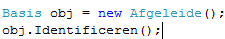 Basis obj = new Afgeleide();
obj.Identificeren();